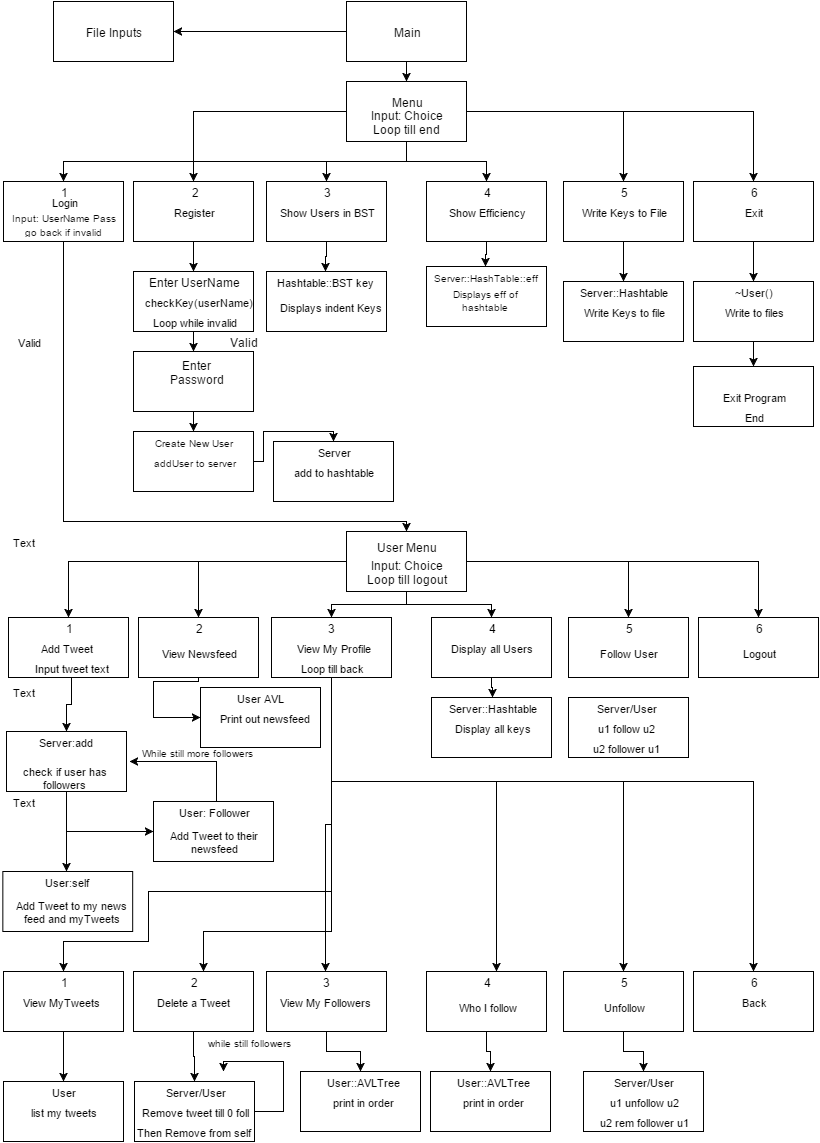 File Inputs
Main
Menu
Input: Choice
Loop till end
1
Login
Input: UserName Pass
go back if invalid
2
Register
3
Show Users in BST
4
Show Efficiency
5
Write Keys to File
6
Exit
Enter UserName
checkKey(userName)
Loop while invalid
Hashtable::BST key
Displays indent Keys
Server::HashTable::eff
Displays eff of
hashtable
Server::Hashtable
Write Keys to file
~User()
Write to files
Valid
Valid
Enter
Password
Exit Program
End
Create New User
addUser to server
Server
add to hashtable
Text
User Menu
Input: Choice
Loop till logout
1
Add Tweet
Input tweet text
2
View Newsfeed
3
View My Profile
Loop till back
4
Display all Users
5
Follow User
6
Logout
Text
User AVL
Print out newsfeed
Server::Hashtable
Display all keys
Server/User
u1 follow u2
u2 follower u1
Server:add
check if user has
followers
While still more followers
Text
User: Follower
Add Tweet to their
newsfeed
User:self
Add Tweet to my news
feed and myTweets
1
View MyTweets
2
Delete a Tweet
3
View My Followers
4
Who I follow
5
Unfollow
6
Back
while still followers
User
list my tweets
Server/User
Remove tweet till 0 foll
Then Remove from self
User::AVLTree
print in order
User::AVLTree
print in order
Server/User
u1 unfollow u2
u2 rem follower u1